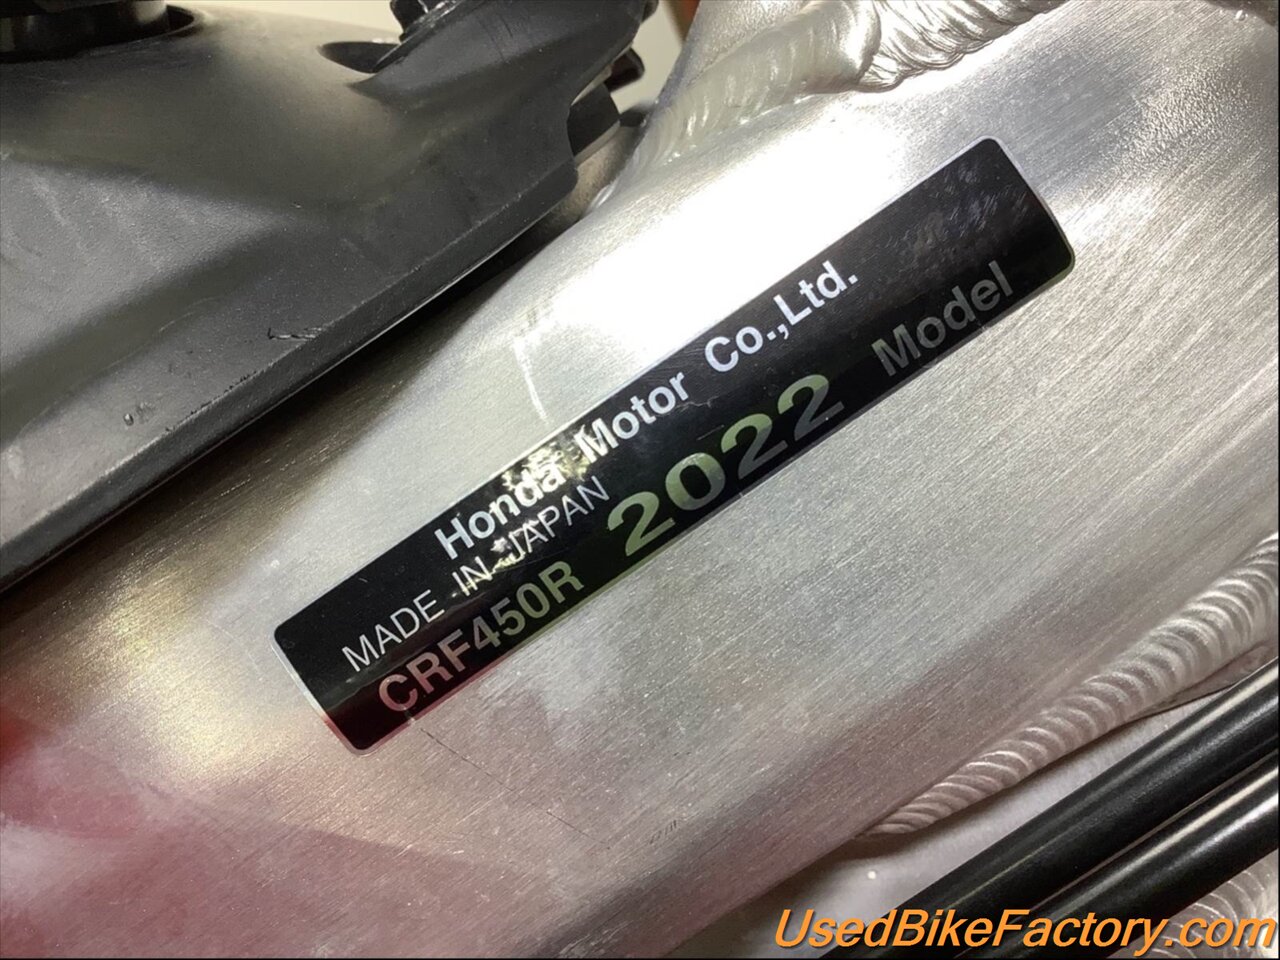 Honda Motor Co.,Ltd.
MADE IN JAPAN
CRF450R 2022 Model
UsedBikeFactory.com